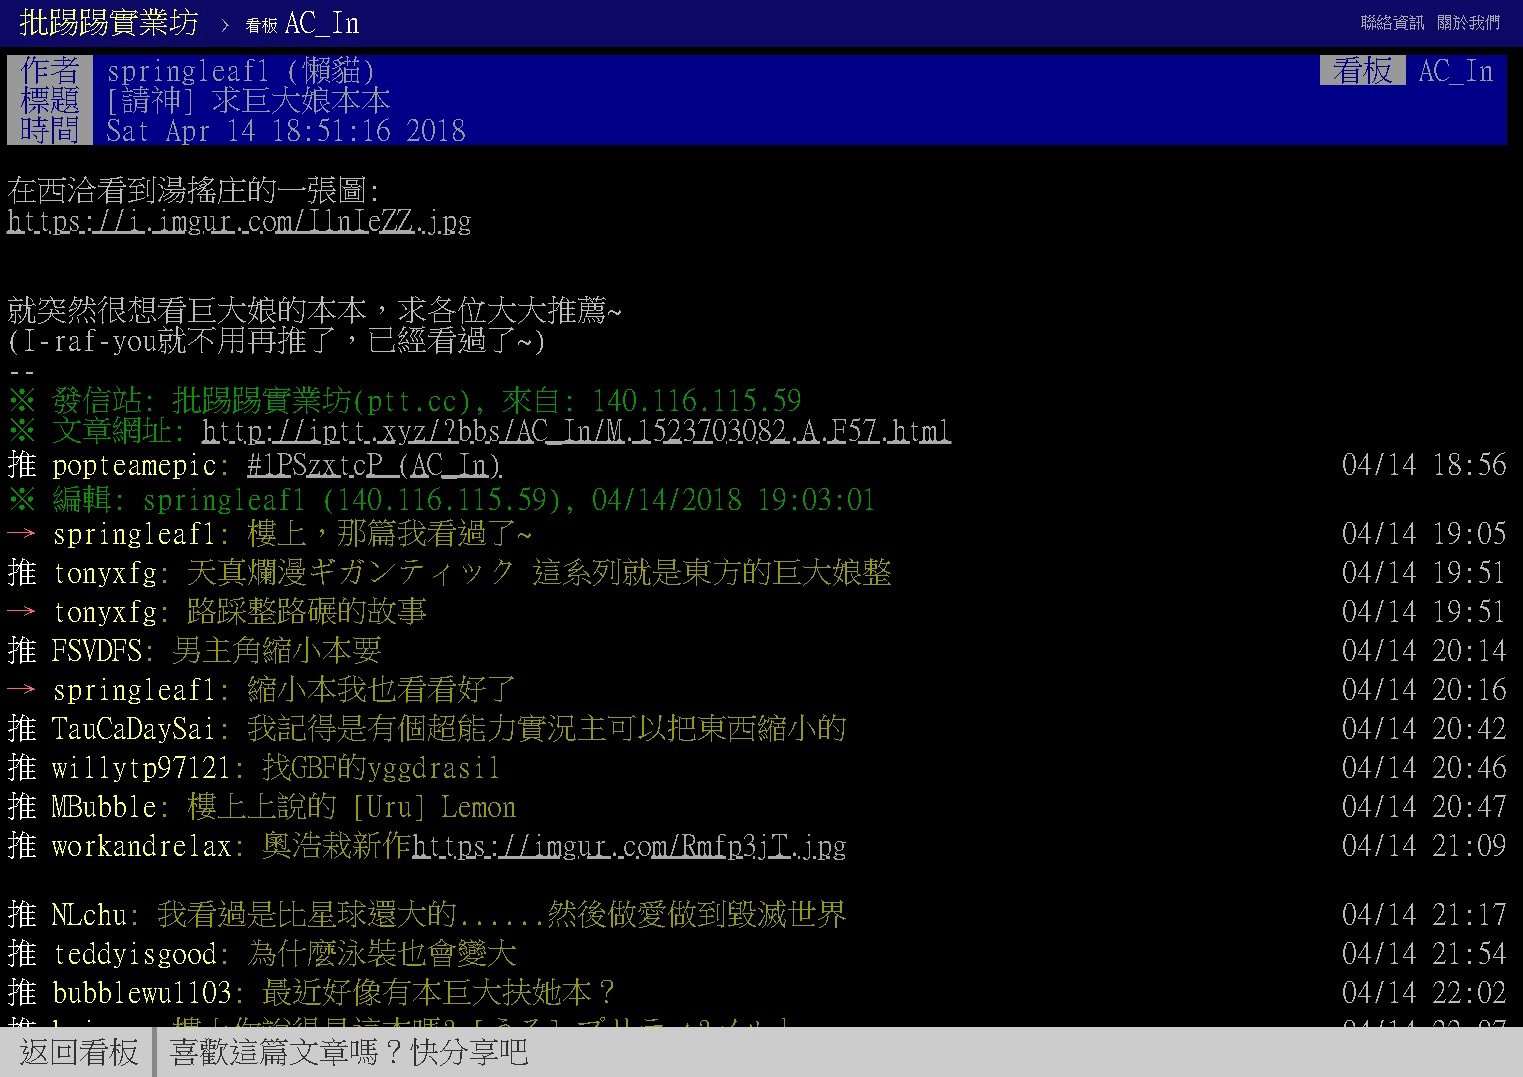 批踢踢實業坊 › 看板 AC_In 聯絡資訊 關於我們
作者 springleaf1 (懶貓) 看板 AC_In
標題 [請神] 求巨大娘本本
時間 Sat Apr 14 18:51:16 2018
在西洽看到湯搖庄的一張圖:
https://i.imgur.com/IlnIeZZ.jpg
就突然很想看巨大娘的本本，求各位大大推薦~
(I-raf-you就不用再推了，已經看過了~)
--
※ 發信站: 批踢踢實業坊(ptt.cc), 來自: 140.116.115.59
※ 文章網址: http://iptt.xyz/?bbs/AC_In/M.1523703082.A.F57.html
推 popteamepic: #1PSzxtcP (AC_In) 04/14 18:56
※ 編輯: springleaf1 (140.116.115.59), 04/14/2018 19:03:01
→ springleaf1: 樓上，那篇我看過了~ 04/14 19:05
推 tonyxfg: 天真爛漫ギガンティック 這系列就是東方的巨大娘整 04/14 19:51
→ tonyxfg: 路踩整路碾的故事 04/14 19:51
推 FSVDFS: 男主角縮小本要 04/14 20:14
→ springleaf1: 縮小本我也看看好了 04/14 20:16
推 TauCaDaySai: 我記得是有個超能力實況主可以把東西縮小的 04/14 20:42
推 willytp97121: 找GBF的yggdrasil 04/14 20:46
推 MBubble: 樓上上說的 [Uru] Lemon 04/14 20:47
推 workandrelax: 奧浩栽新作https://imgur.com/Rmfp3jT.jpg 04/14 21:09
推 NLchu: 我看過是比星球還大的......然後做愛做到毀滅世界 04/14 21:17
推 teddyisgood: 為什麼泳裝也會變大 04/14 21:54
推 bubblewu1103: 最近好像有本巨大扶她本？ 04/14 22:02
返回看板 喜歡這篇文章嗎？快分享吧